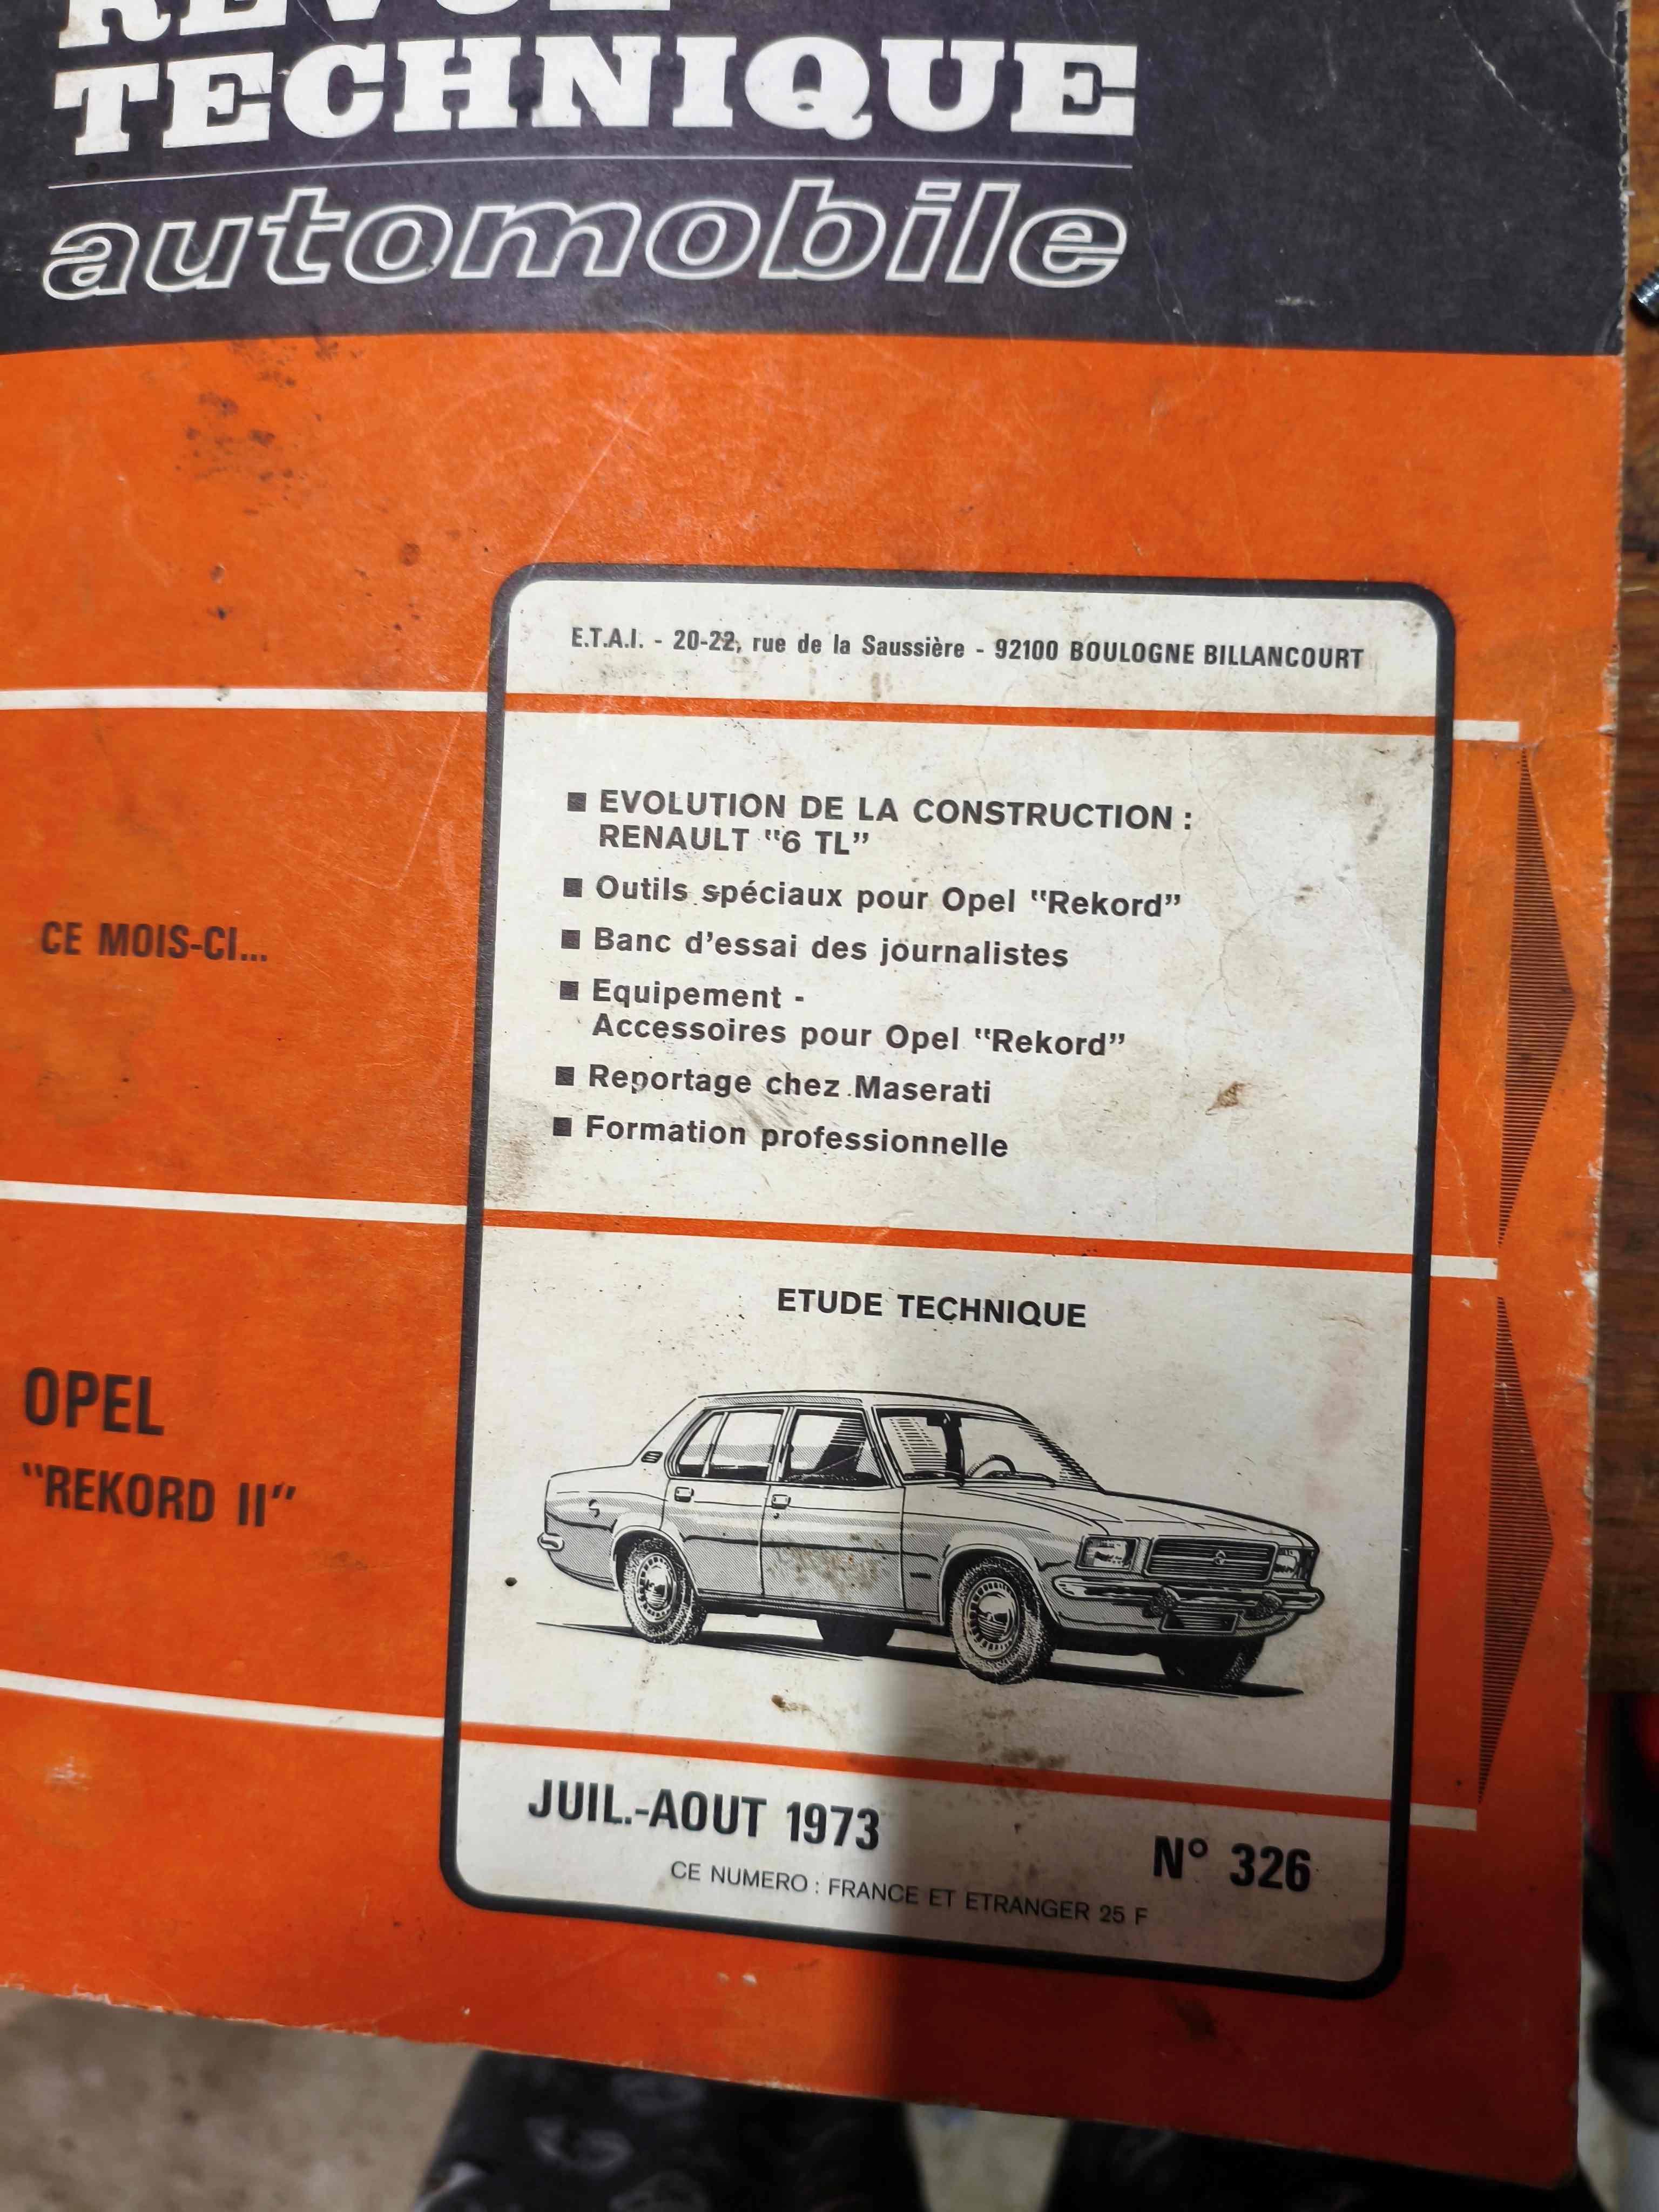 REVUE
TECHNIQUE
automobile
E.T.A.I. - 20-22, rue de la Saussière - 92100 BOULOGNE BILLANCOURT
CE MOIS-CI...
■ EVOLUTION DE LA CONSTRUCTION :
RENAULT "6 TL"
■ Outils spéciaux pour Opel "Rekord"
■ Banc d'essai des journalistes
■ Equipement -
Accessoires pour Opel "Rekord"
■ Reportage chez Maserati
■ Formation professionnelle
OPEL
"REKORD II"
ETUDE TECHNIQUE
JUIL.-AOUT 1973
N° 326
CE NUMERO : FRANCE ET ETRANGER 25 F